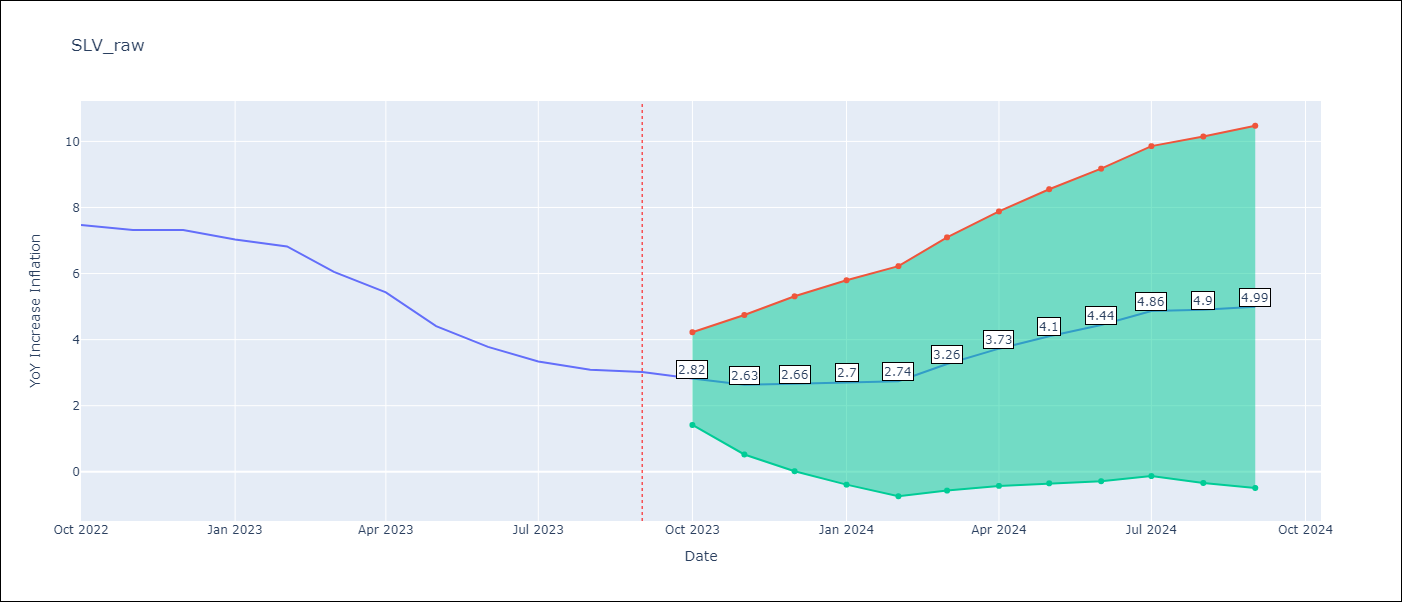 SLV_raw
YoY Increase Inflation
10
8
6
4
2
0
2.82
2.63
2.66
2.7
2.74
3.26
3.73
4.1
4.44
4.86
4.9
4.99
Oct 2022
Jan 2023
Apr 2023
Jul 2023
Oct 2023
Jan 2024
Apr 2024
Jul 2024
Oct 2024
Date